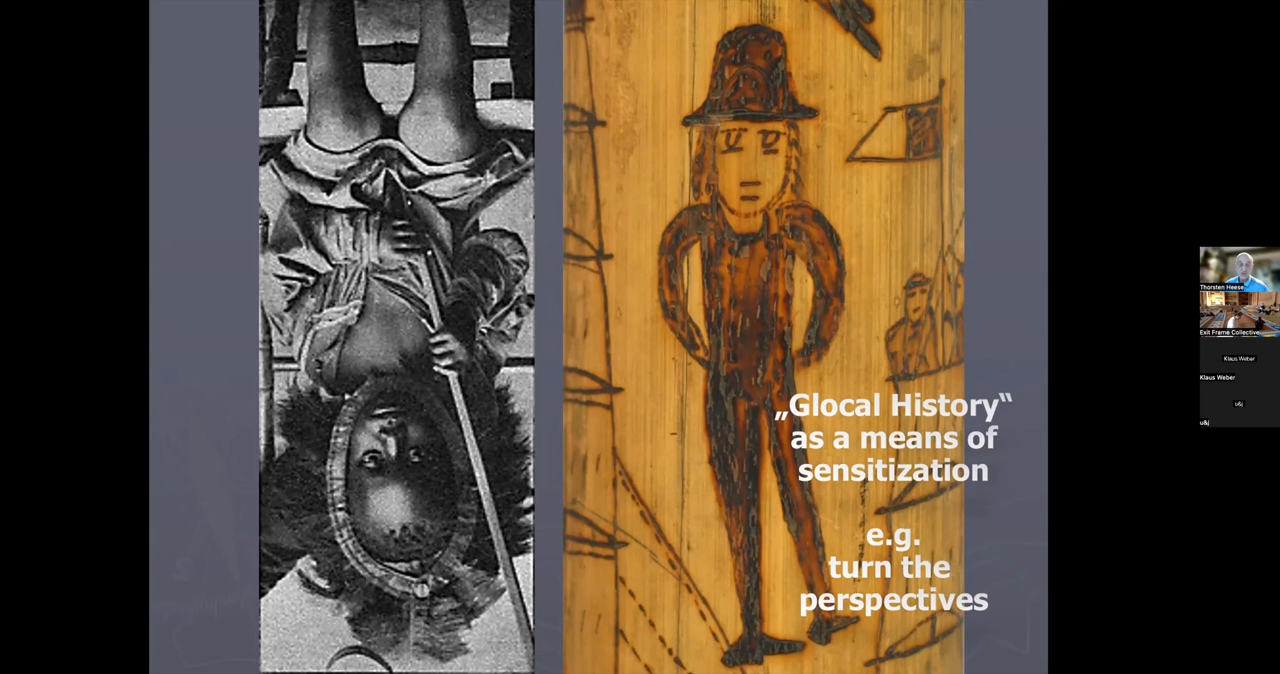 „Glocal History“
as a means of
sensitization
e.g.
turn the
perspectives
Thorsten Heese
Exit Frame Collective
Klaus Weber
Klaus Weber
u&j
u&j